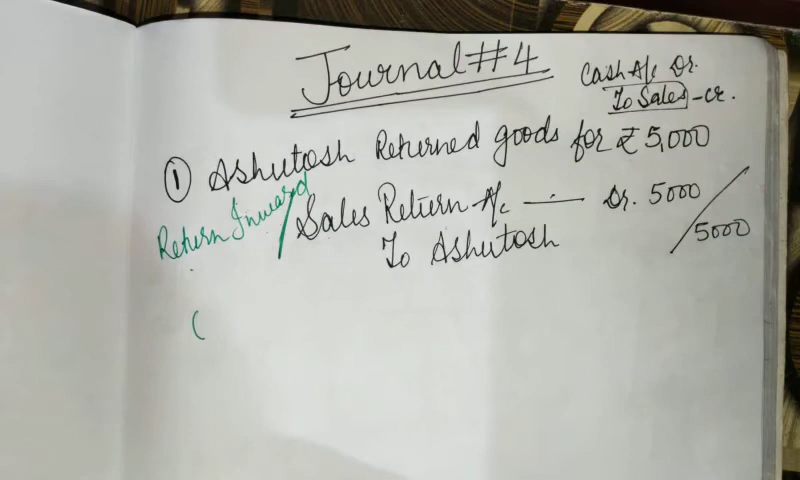 Journal #4
Cash A/c Dr.
To Sales - cr.
① Ashutosh Returned goods for ₹ 5,000
Return Inward / Sales Return A/c — Dr. 5000
To Ashutosh 5000
(